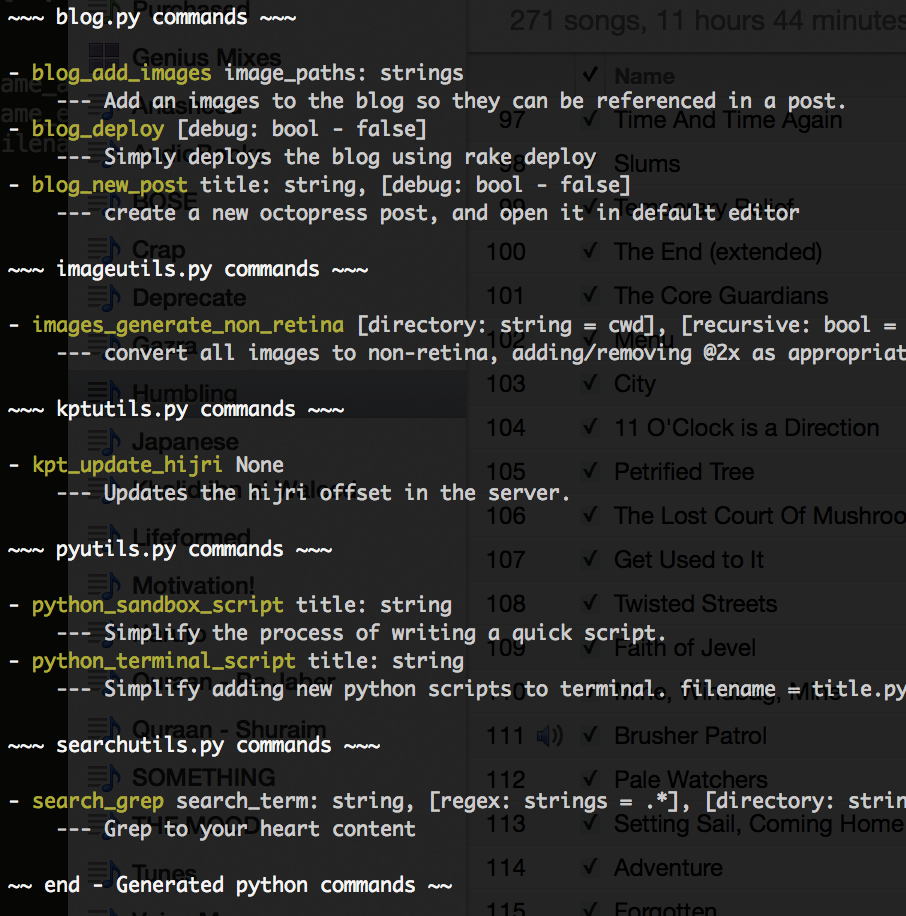 ~~~ blog.py commands ~~~
- blog_add_images image_paths: strings
--- Add an images to the blog so they can be referenced in a post.
- blog_deploy [debug: bool - false]
--- Simply deploys the blog using rake deploy
- blog_new_post title: string, [debug: bool - false]
--- create a new octopress post, and open it in default editor
~~~ imageutils.py commands ~~~
- images_generate_non_retina [directory: string = cwd], [recursive: bool =
--- convert all images to non-retina, adding/removing @2x as appropriat
~~~ kptutils.py commands ~~~
- kpt_update_hijri None
--- Updates the hijri offset in the server.
~~~ pyutils.py commands ~~~
- python_sandbox_script title: string
--- Simplify the process of writing a quick script.
- python_terminal_script title: string
--- Simplify adding new python scripts to terminal. filename = title.py
~~~ searchutils.py commands ~~~
- search_grep search_term: string, [regex: strings = .*], [directory: strin
--- Grep to your heart content
~~ end - Generated python commands ~~
Purchased
Genius Mixes
BOSE
Crap
Deprecate
Gazra
Humbling
Japanese
Lifeformed
Motivation!
Quraan - Shuraim
SOMETHING
THE MOOD
Tunes
271 songs, 11 hours 44 minutes
✓ Name
97 ✓ Time And Time Again
98 ✓ Slums
99 ✓ Temporary Relief
100 ✓ The End (extended)
101 ✓ The Core Guardians
102 ✓ Menu
103 ✓ City
104 ✓ 11 O'Clock is a Direction
105 ✓ Petrified Tree
106 ✓ The Lost Court Of Mushroo
107 ✓ Get Used to It
108 ✓ Twisted Streets
109 ✓ Faith of Jevel
110 ✓ Mine, Windbag, Mine
111 ✓ Brusher Patrol
112 ✓ Pale Watchers
113 ✓ Setting Sail, Coming Home
114 ✓ Adventure
115 ✓ Forgotten